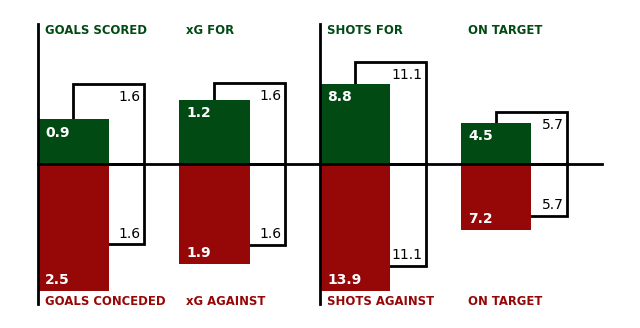 GOALS SCORED xG FOR SHOTS FOR ON TARGET
1.6 1.6 11.1 5.7
0.9 1.2 8.8 4.5
1.6 1.6 11.1 5.7
2.5 1.9 13.9 7.2
GOALS CONCEDED xG AGAINST SHOTS AGAINST ON TARGET